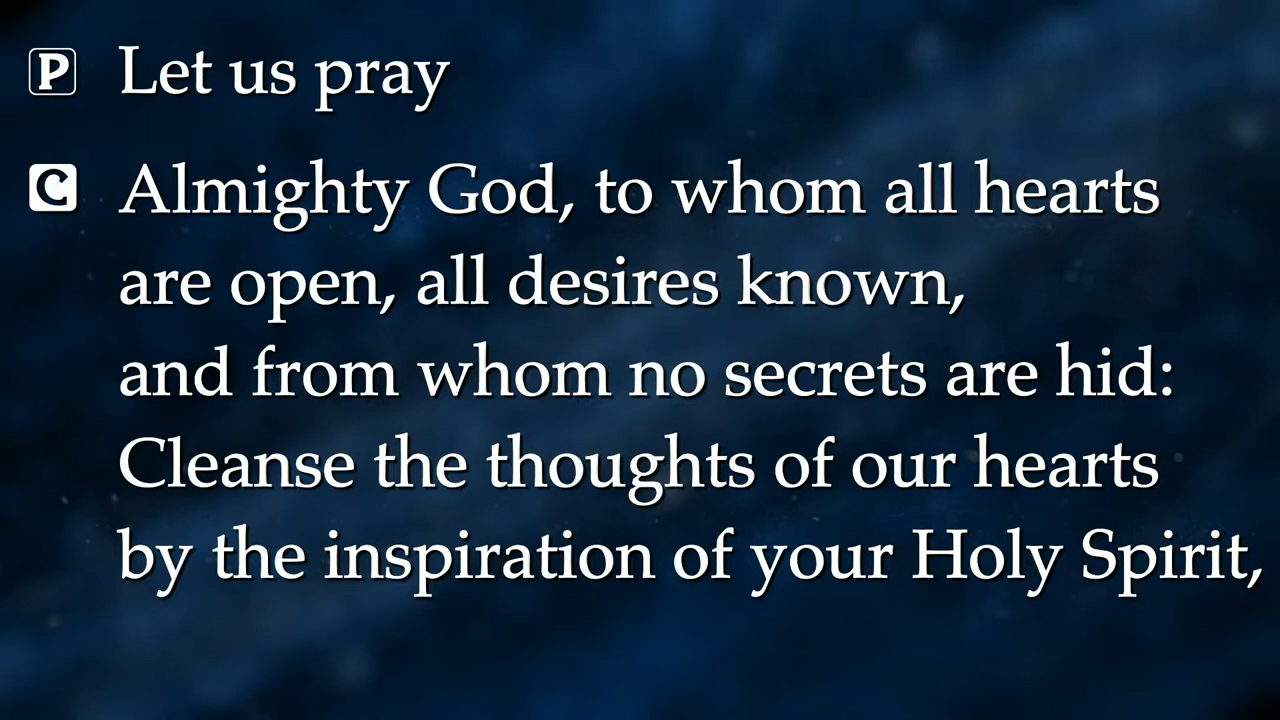 P Let us pray
C Almighty God, to whom all hearts
are open, all desires known,
and from whom no secrets are hid:
Cleanse the thoughts of our hearts
by the inspiration of your Holy Spirit,